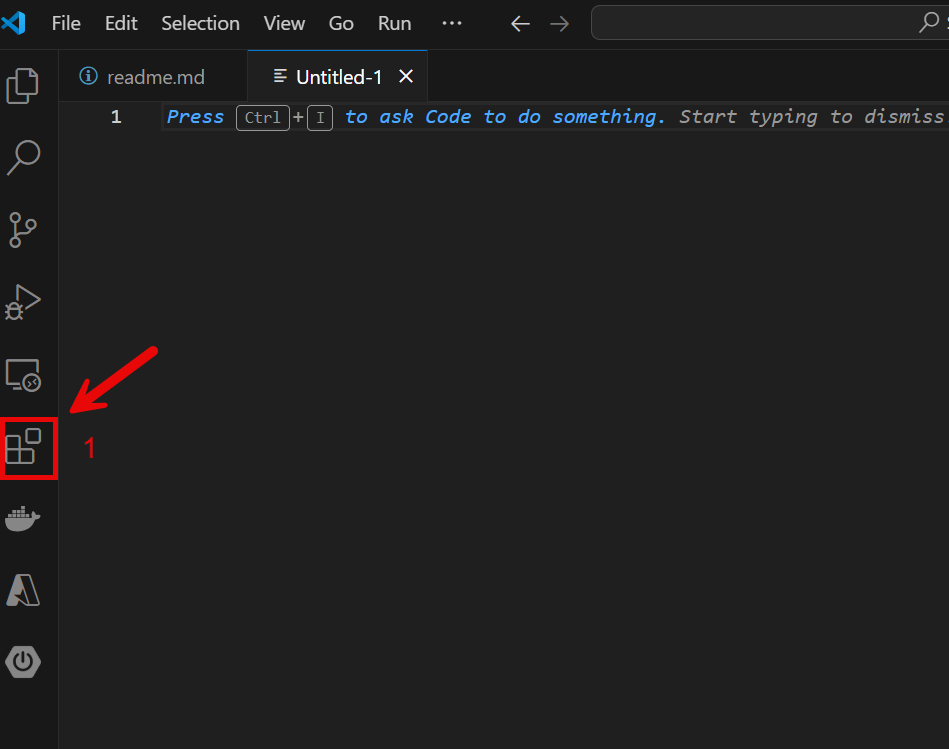 File Edit Selection View Go Run ...
readme.md Untitled-1
1 Press Ctrl+I to ask Code to do something. Start typing to dismiss
1